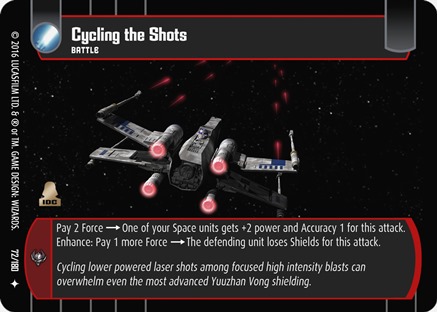 Cycling the Shots
BATTLE
© 2016 LUCASFILM LTD. & ® or TM. GAME DESIGN: WIZARDS.
IDC
72/180
Pay 2 Force → One of your Space units gets +2 power and Accuracy 1 for this attack.
Enhance: Pay 1 more Force → The defending unit loses Shields for this attack.
Cycling lower powered laser shots among focused high intensity blasts can
overwhelm even the most advanced Yuuzhan Vong shielding.